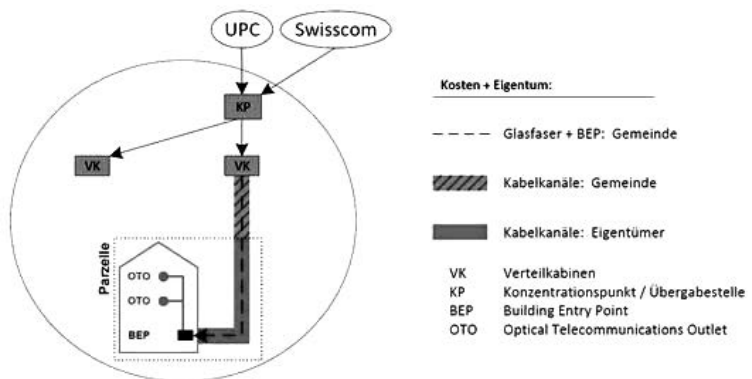 UPC
Swisscom
KP
VK
VK
Parzelle
OTO
OTO
BEP
Kosten + Eigentum:
Glasfaser + BEP: Gemeinde
Kabelkanäle: Gemeinde
Kabelkanäle: Eigentümer
VK Verteilkabinen
KP Konzentrationspunkt / Übergabestelle
BEP Building Entry Point
OTO Optical Telecommunications Outlet